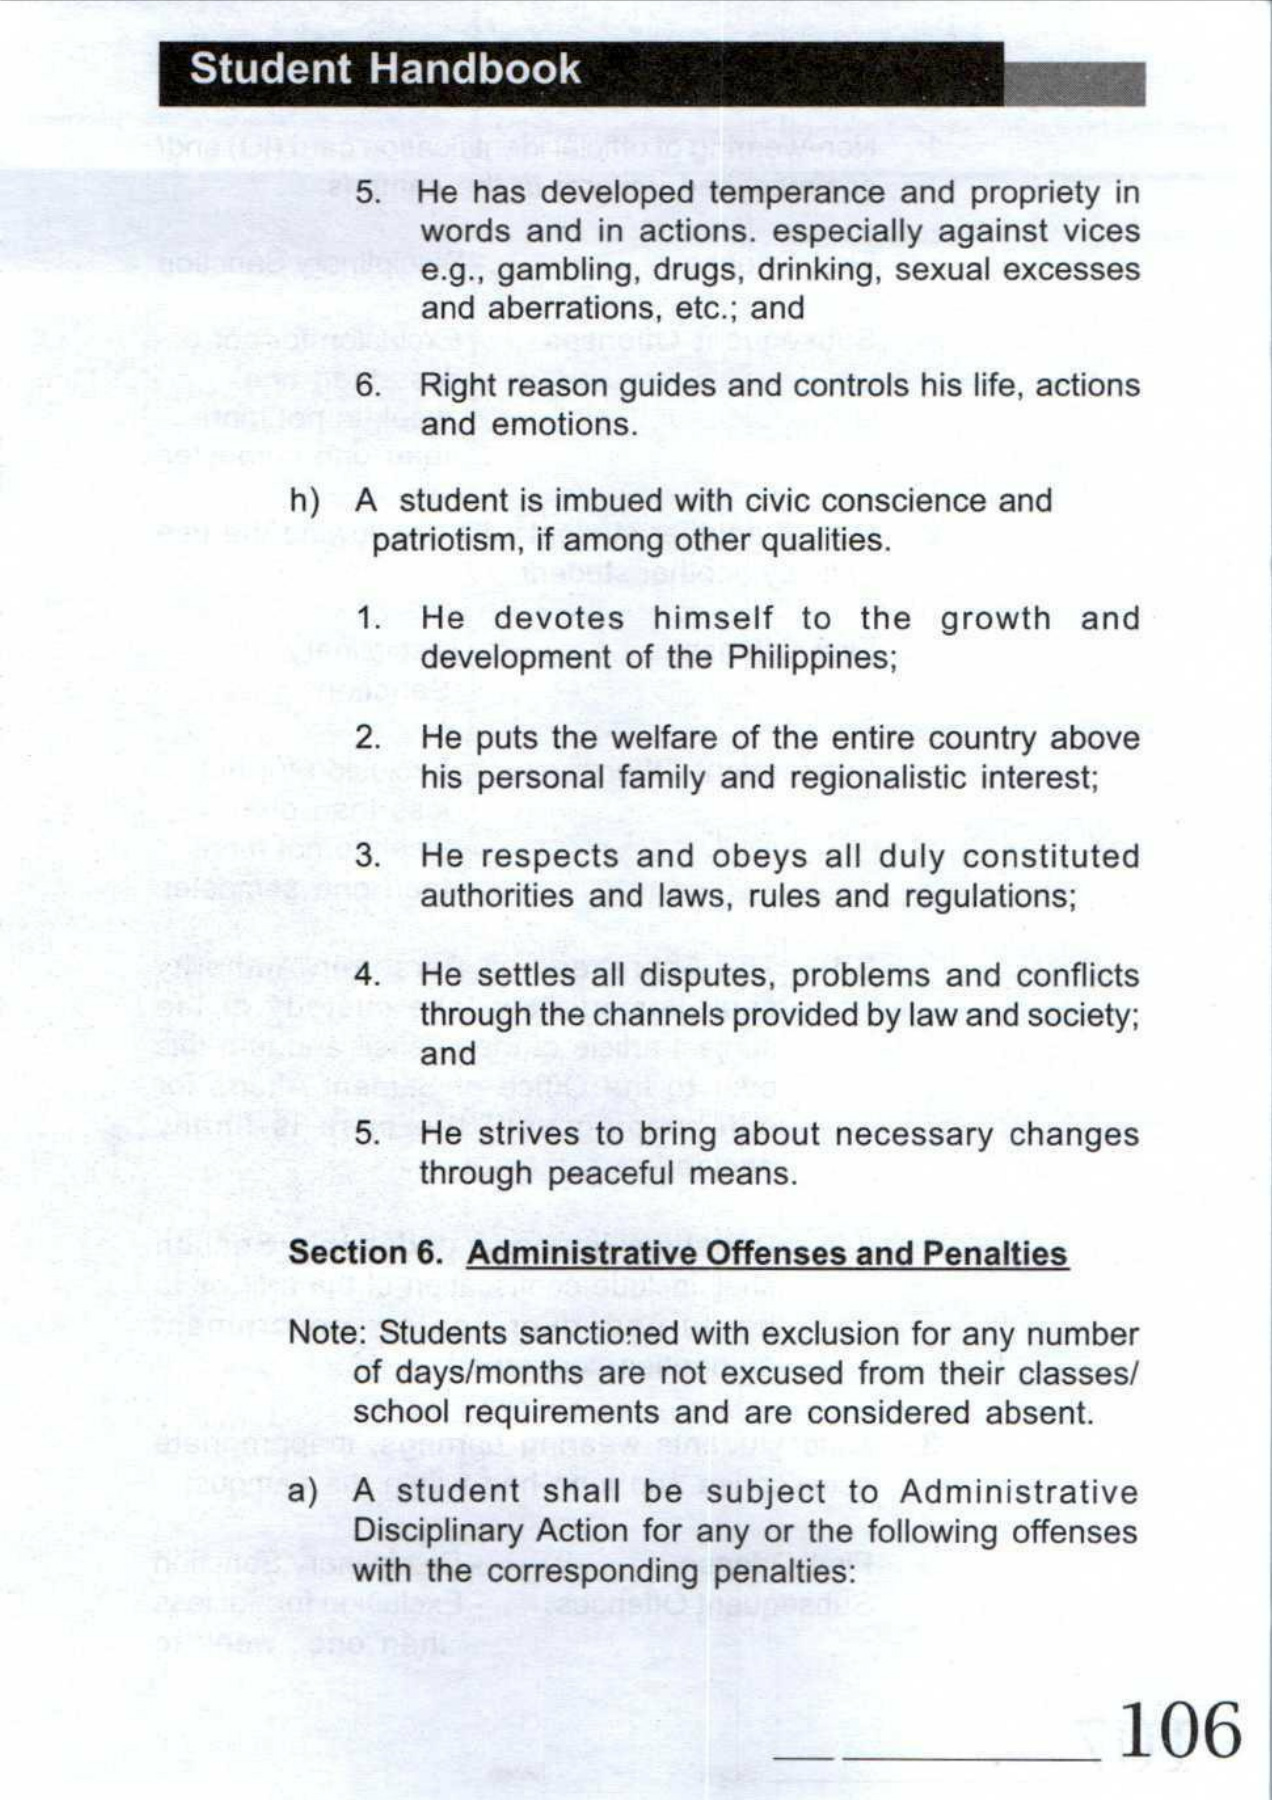 Student Handbook
5. He has developed temperance and propriety in
words and in actions. especially against vices
e.g., gambling, drugs, drinking, sexual excesses
and aberrations, etc.; and
6. Right reason guides and controls his life, actions
and emotions.
h) A student is imbued with civic conscience and
patriotism, if among other qualities.
1. He devotes himself to the growth and
development of the Philippines;
2. He puts the welfare of the entire country above
his personal family and regionalistic interest;
3. He respects and obeys all duly constituted
authorities and laws, rules and regulations;
4. He settles all disputes, problems and conflicts
through the channels provided by law and society;
and
5. He strives to bring about necessary changes
through peaceful means.
Section 6. Administrative Offenses and Penalties
Note: Students sanctioned with exclusion for any number
of days/months are not excused from their classes/
school requirements and are considered absent.
a) A student shall be subject to Administrative
Disciplinary Action for any or the following offenses
with the corresponding penalties:
106